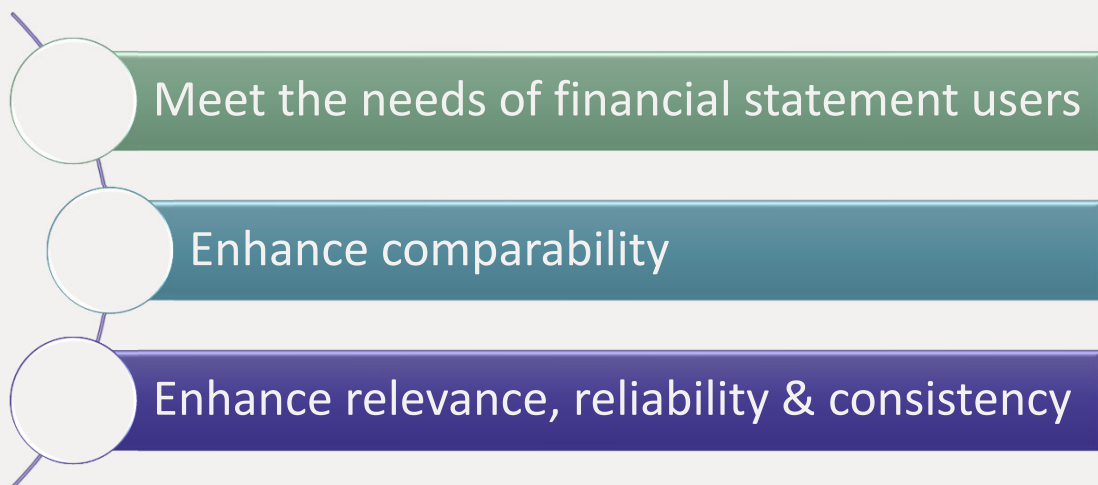 Meet the needs of financial statement users
Enhance comparability
Enhance relevance, reliability & consistency